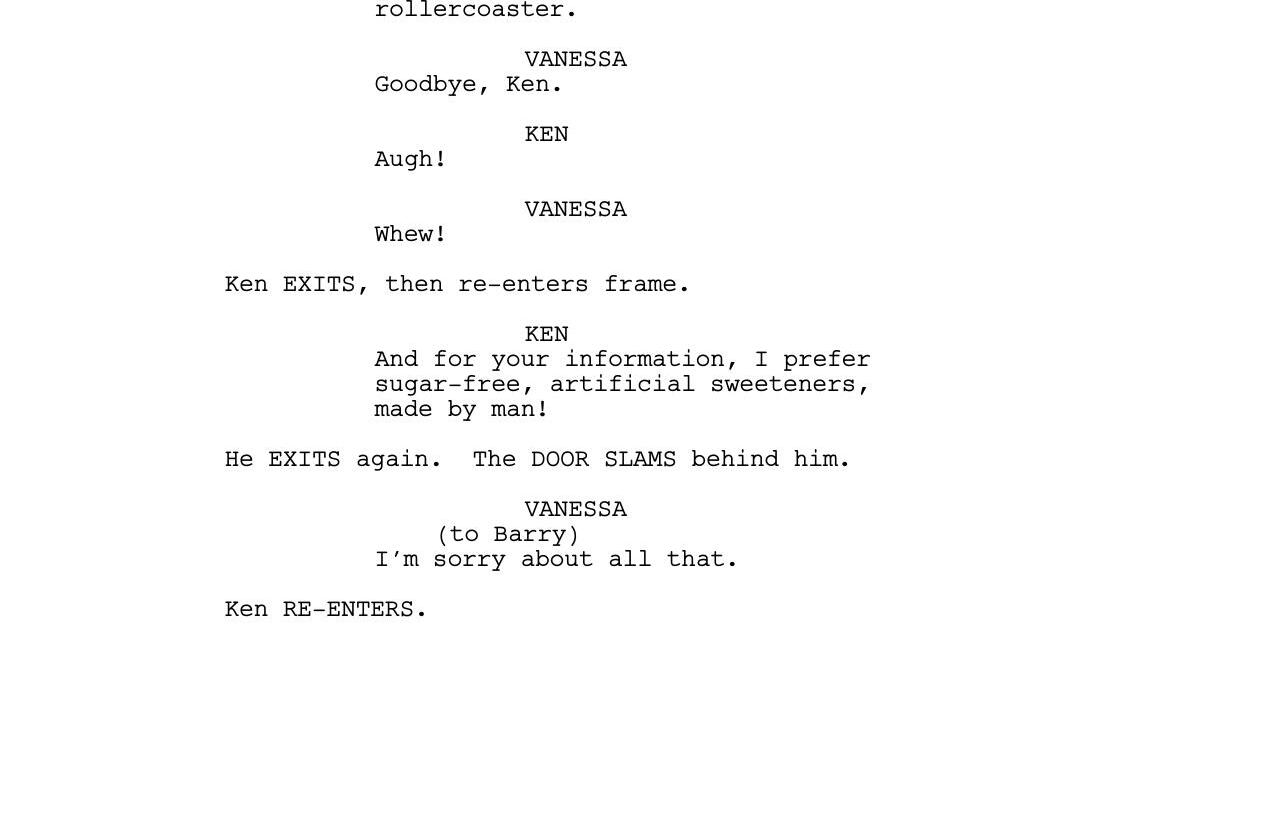 rollercoaster.
VANESSA
Goodbye, Ken.
KEN
Augh!
VANESSA
Whew!
Ken EXITS, then re-enters frame.
KEN
And for your information, I prefer
sugar-free, artificial sweeteners,
made by man!
He EXITS again.  The DOOR SLAMS behind him.
VANESSA
(to Barry)
I’m sorry about all that.
Ken RE-ENTERS.